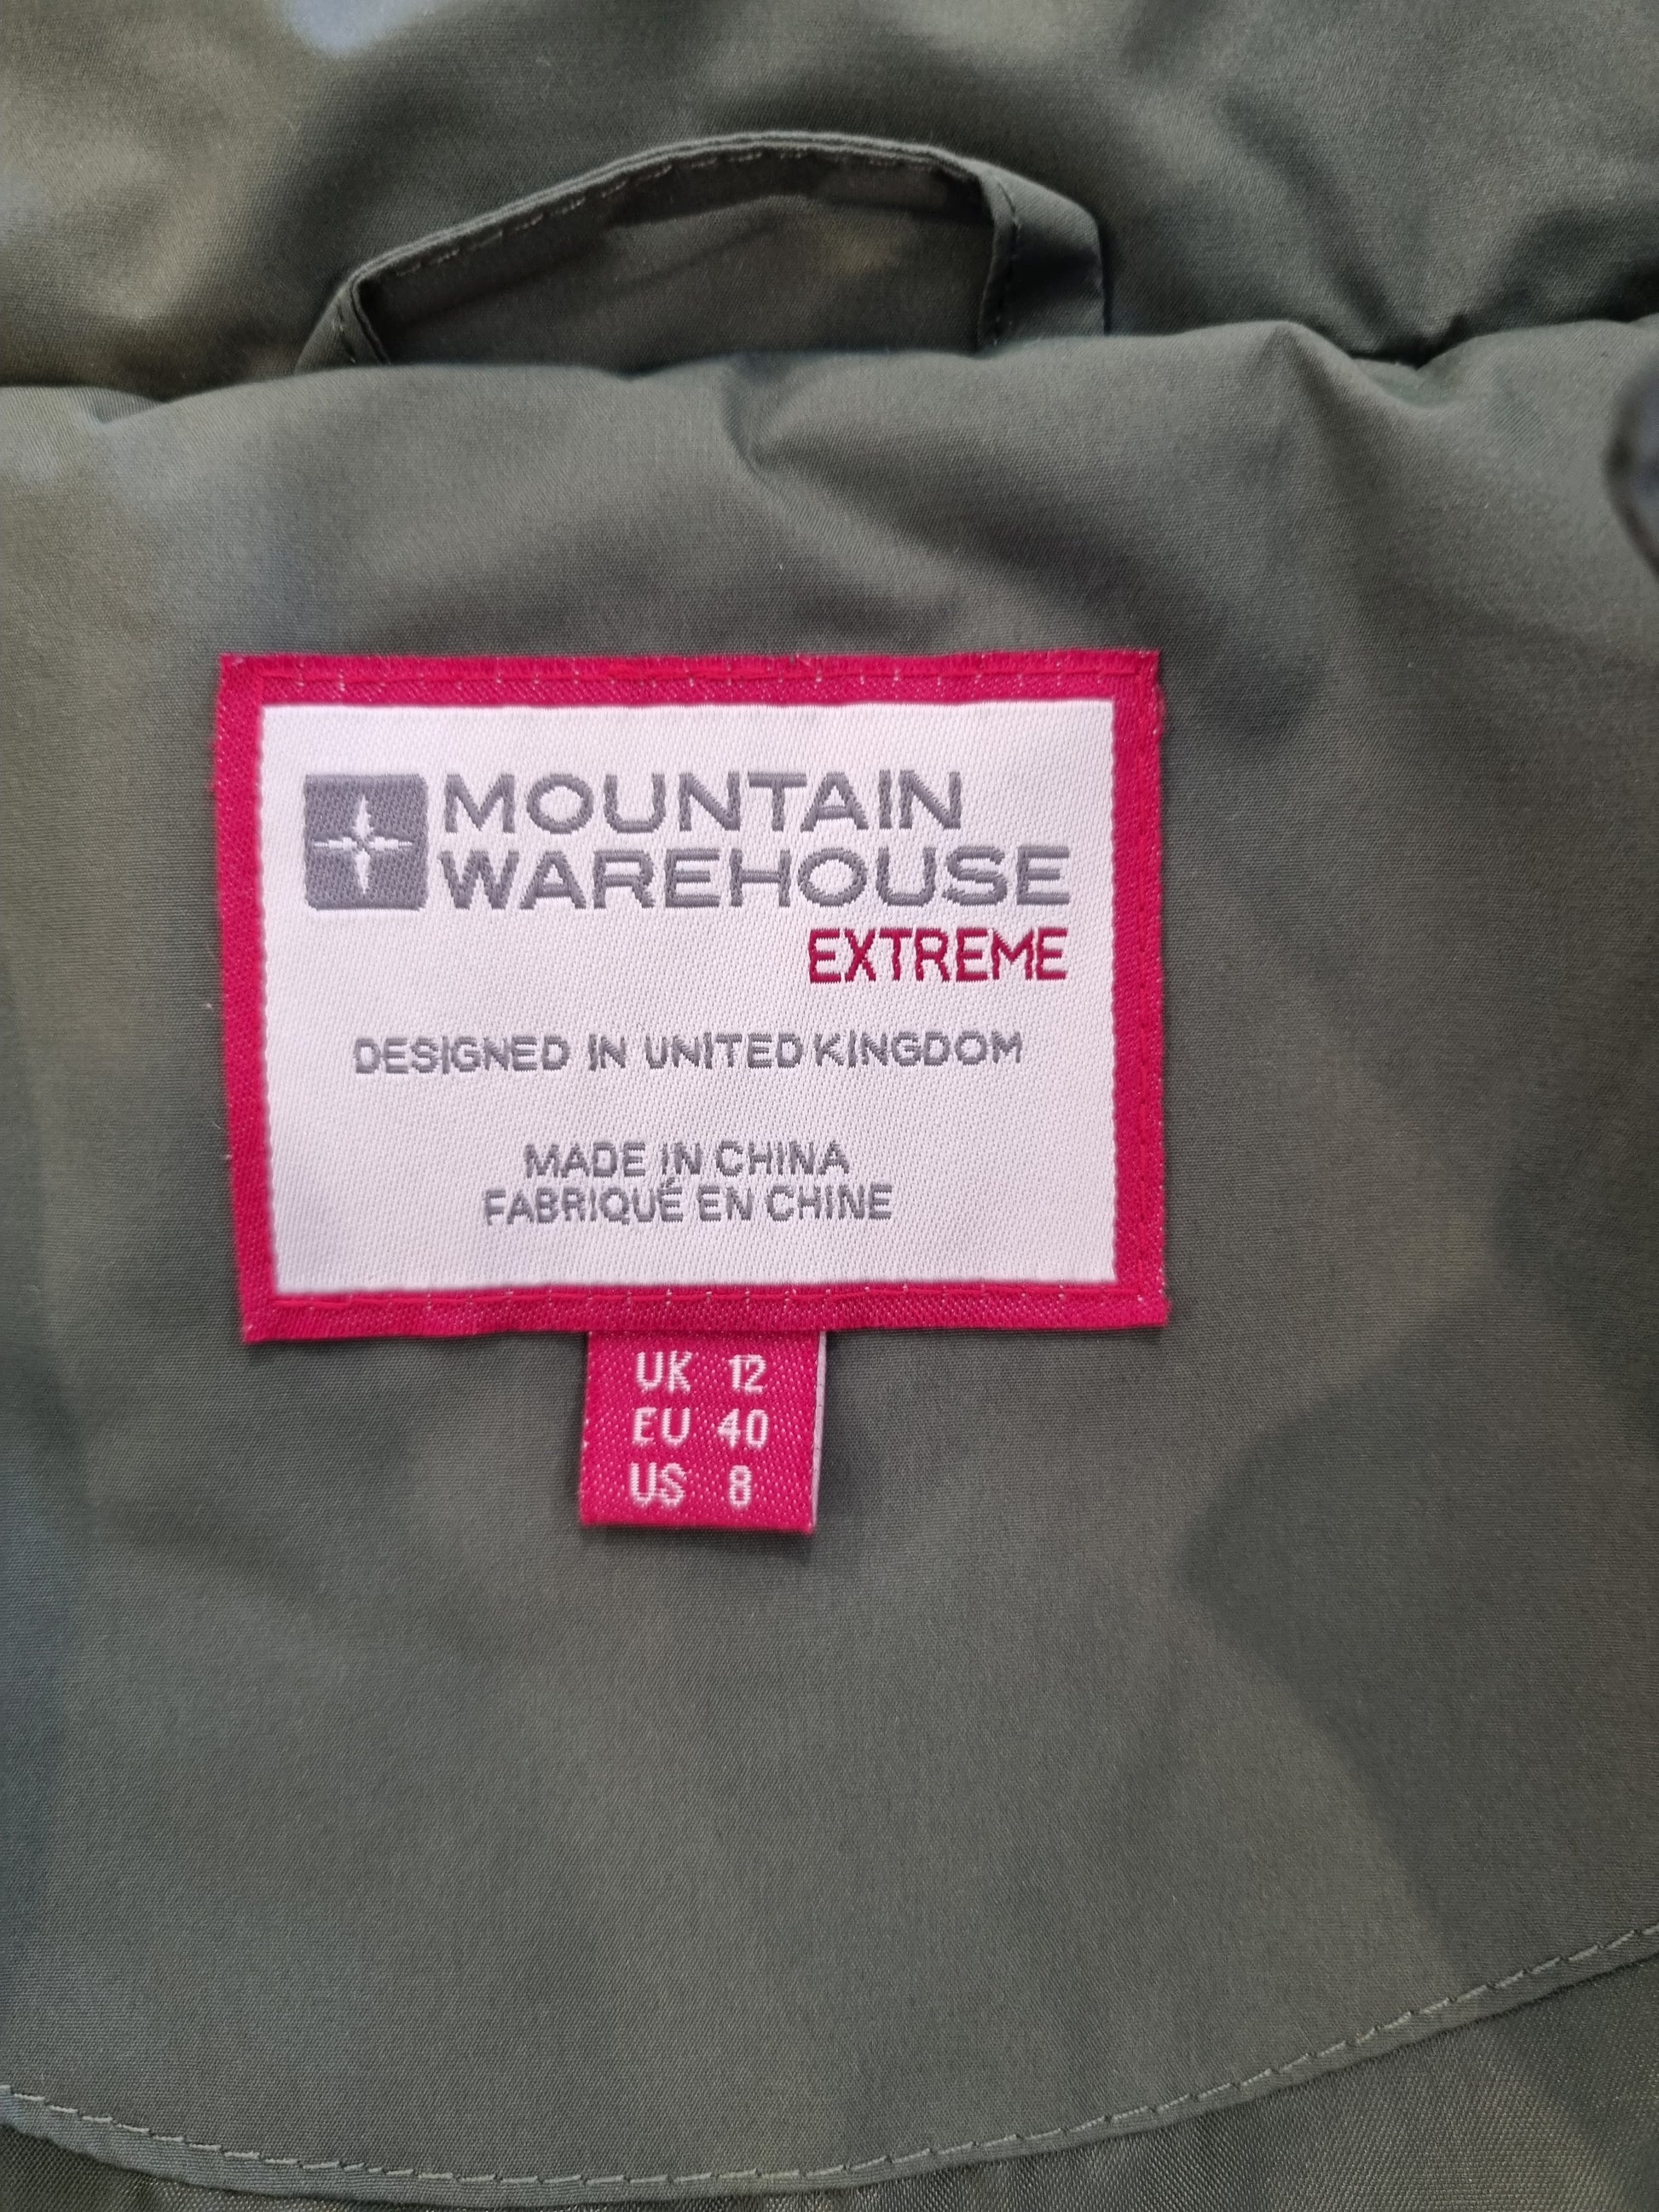 MOUNTAIN
WAREHOUSE
EXTREME
DESIGNED IN UNITED KINGDOM
MADE IN CHINA
FABRIQUÉ EN CHINE
UK 12
EU 40
US 8